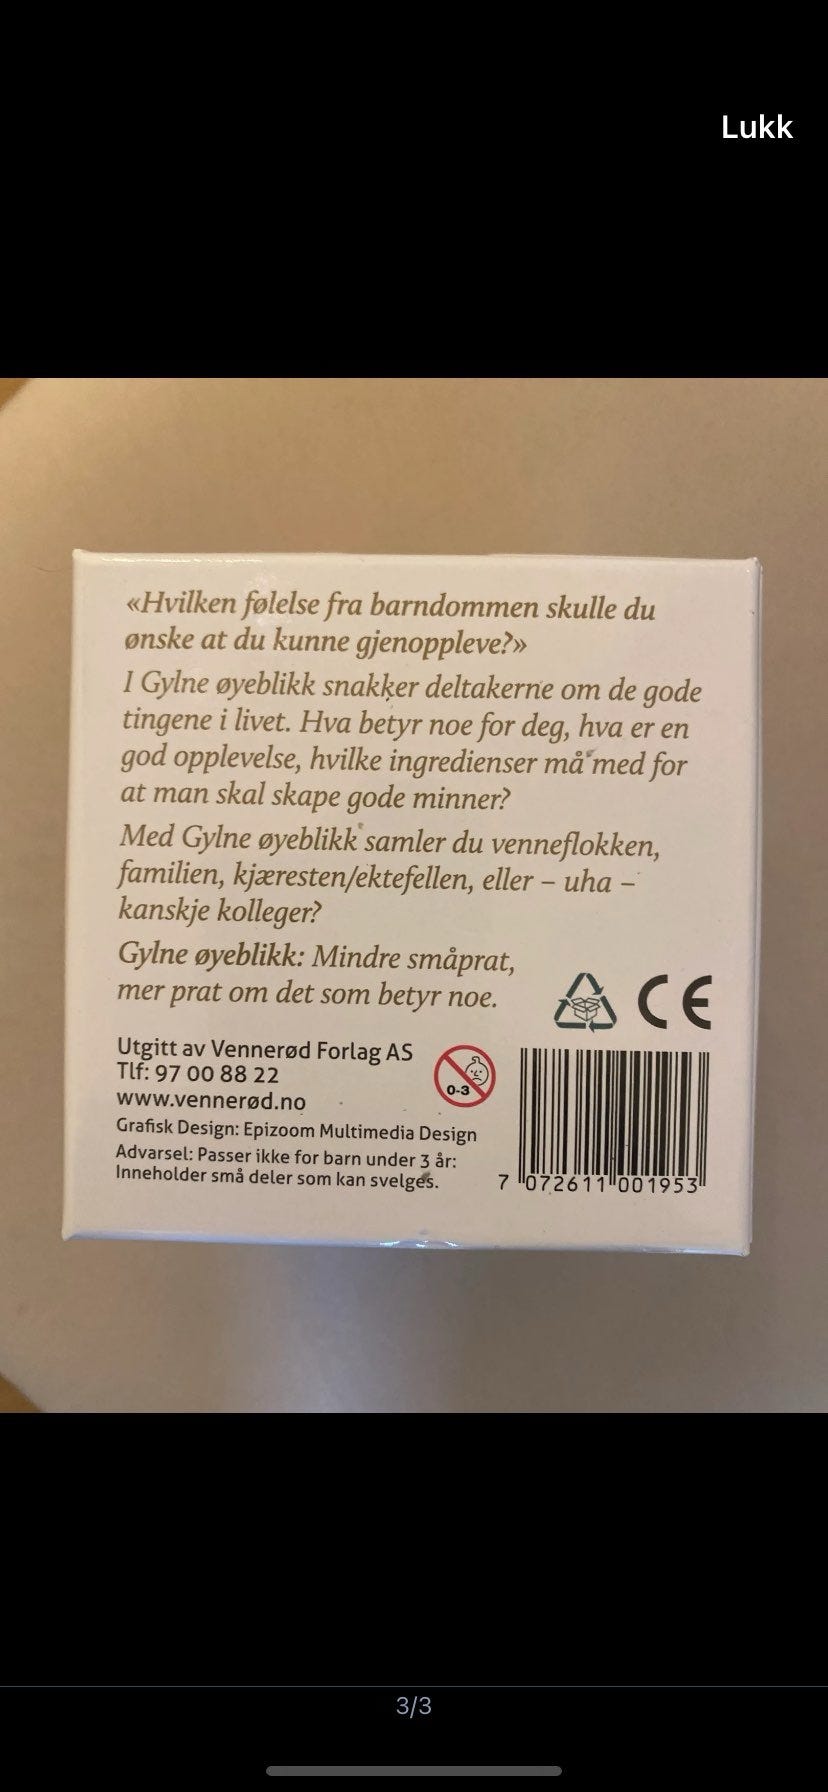 Lukk
«Hvilken følelse fra barndommen skulle du
ønske at du kunne gjenoppleve?»
I Gylne øyeblikk snakker deltakerne om de gode
tingene i livet. Hva betyr noe for deg, hva er en
god opplevelse, hvilke ingredienser må med for
at man skal skape gode minner?
Med Gylne øyeblikk samler du venneflokken,
familien, kjæresten/ektefellen, eller – uha –
kanskje kolleger?
Gylne øyeblikk: Mindre småprat,
mer prat om det som betyr noe.
CE
Utgitt av Vennerød Forlag AS
Tlf: 97 00 88 22
www.vennerød.no
0-3
Grafisk Design: Epizoom Multimedia Design
Advarsel: Passer ikke for barn under 3 år:
Inneholder små deler som kan svelges.
7 072611 001953
3/3